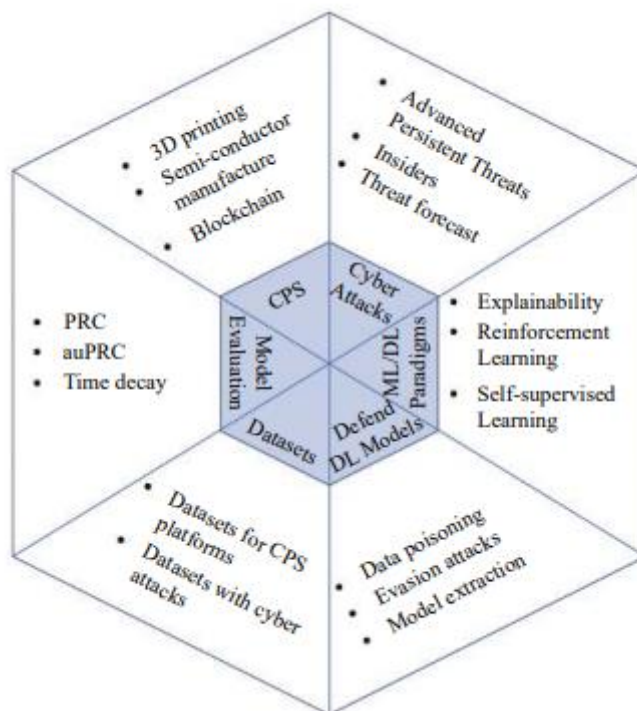 3D printing
Semi-conductor
manufacture
Blockchain
Advanced
Persistent Threats
Insiders
Threat forecast
CPS
Cyber
Attacks
Model
Evaluation
ML/DL
Paradigms
Datasets
Defend
DL Models
PRC
auPRC
Time decay
Explainability
Reinforcement
Learning
Self-supervised
Learning
Datasets for CPS
platforms
Datasets with cyber
attacks
Data poisoning
Evasion attacks
Model extraction